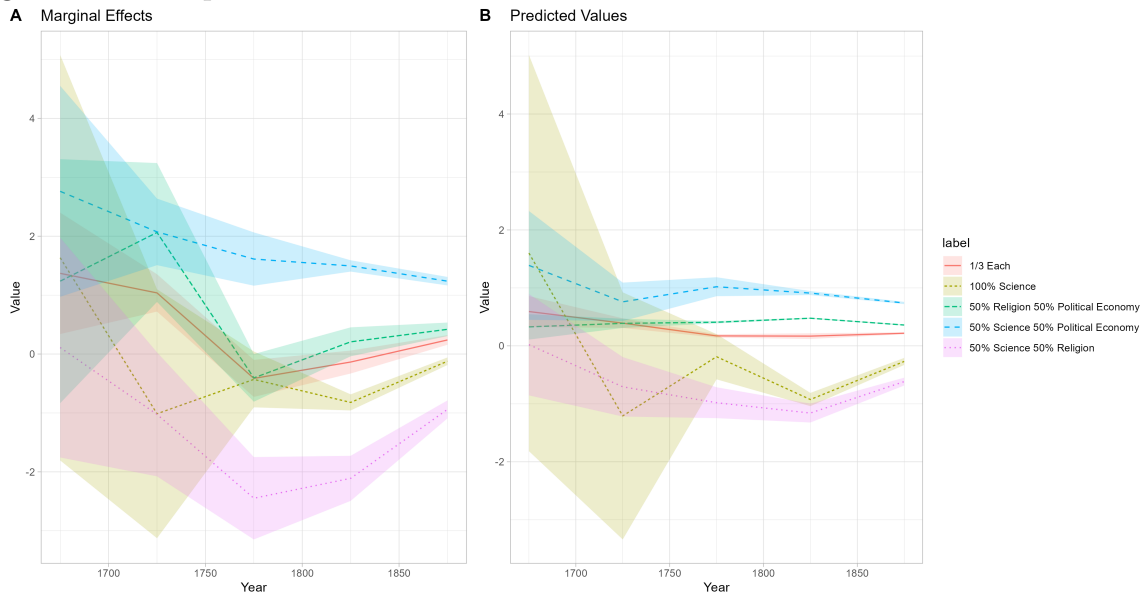 A Marginal Effects
B Predicted Values
Value
4
2
0
-2
1700
1750
1800
1850
Year
Value
4
2
0
-2
1700
1750
1800
1850
Year
label
1/3 Each
100% Science
50% Religion 50% Political Economy
50% Science 50% Political Economy
50% Science 50% Religion